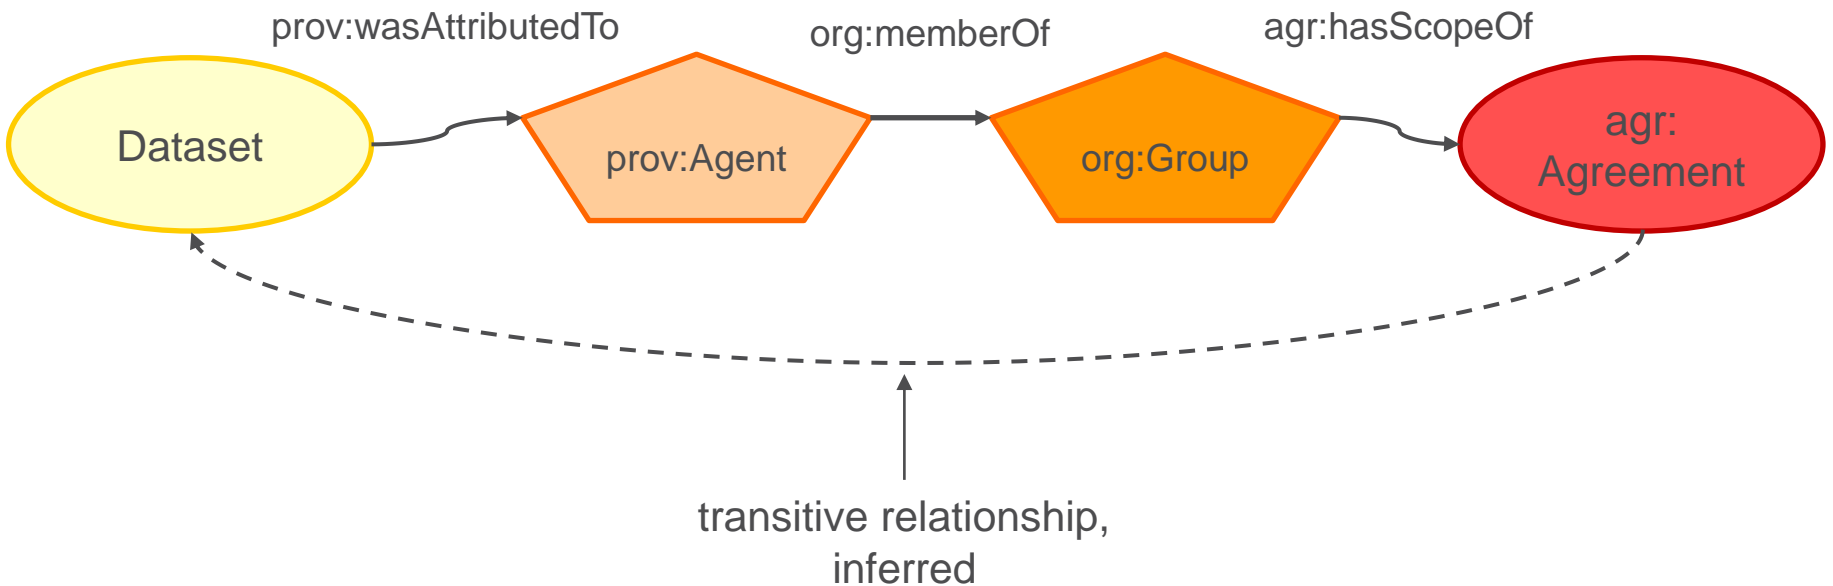 prov:wasAttributedTo
org:memberOf
agr:hasScopeOf
Dataset
prov:Agent
org:Group
agr:
Agreement
transitive relationship,
inferred